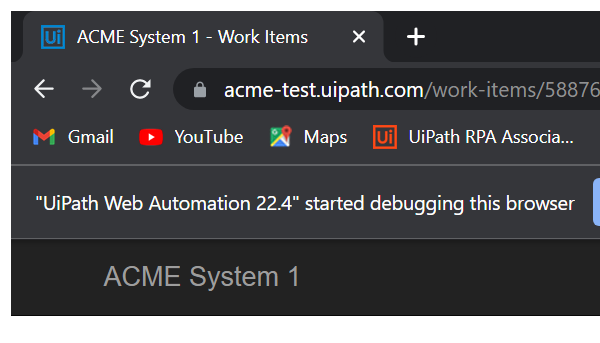 Ui ACME System 1 - Work Items
acme-test.uipath.com/work-items/58876
Gmail YouTube Maps Ui UiPath RPA Associa...
"UiPath Web Automation 22.4" started debugging this browser
ACME System 1